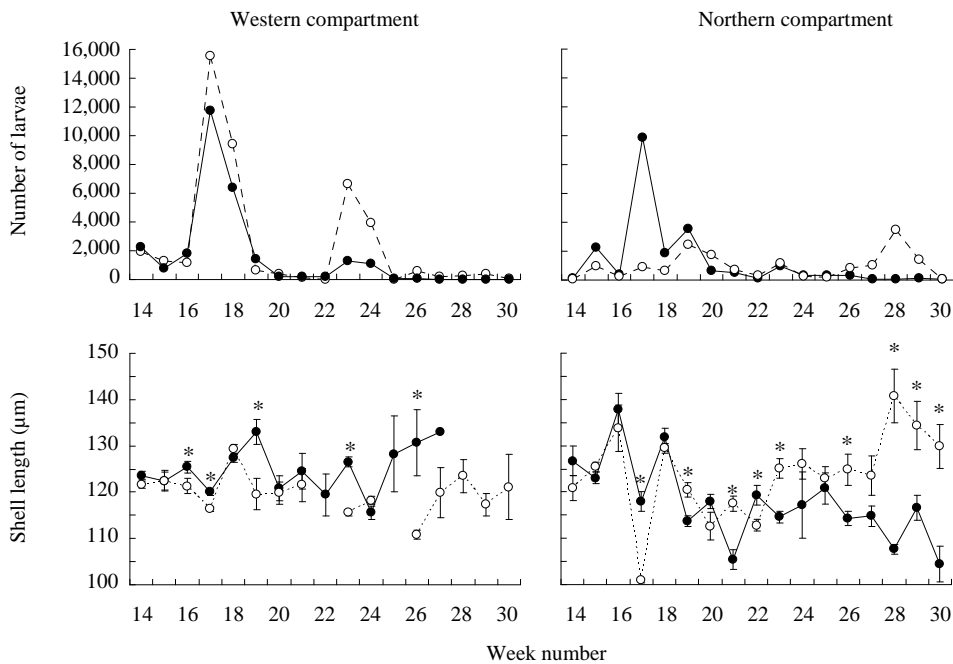 Western compartment
Northern compartment
Number of larvae
16,000
14,000
12,000
10,000
8,000
6,000
4,000
2,000
0
14 16 18 20 22 24 26 28 30
14 16 18 20 22 24 26 28 30
Shell length (µm)
150
140
130
120
110
100
* * * * *
* * * * * * * * *
14 16 18 20 22 24 26 28 30
14 16 18 20 22 24 26 28 30
Week number